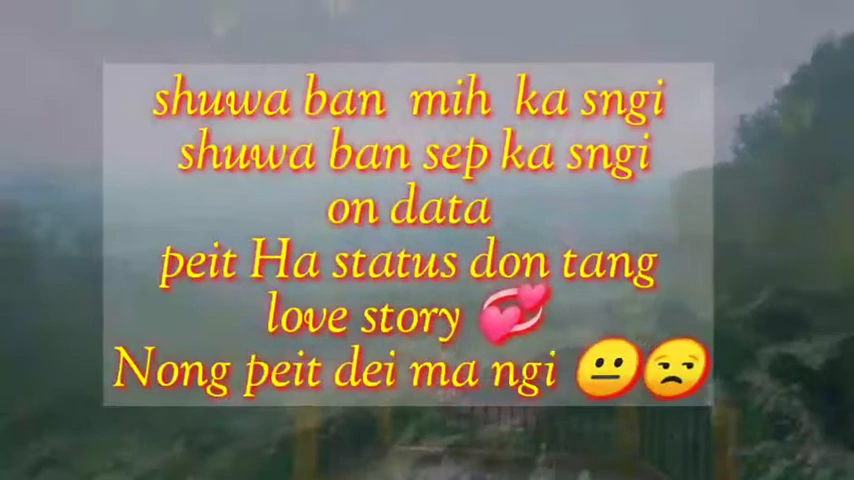 shuwa ban mih ka sngi
shuwa ban sep ka sngi
on data
peit Ha status don tang
love story 💞
Nong peit dei ma ngi 😐😒